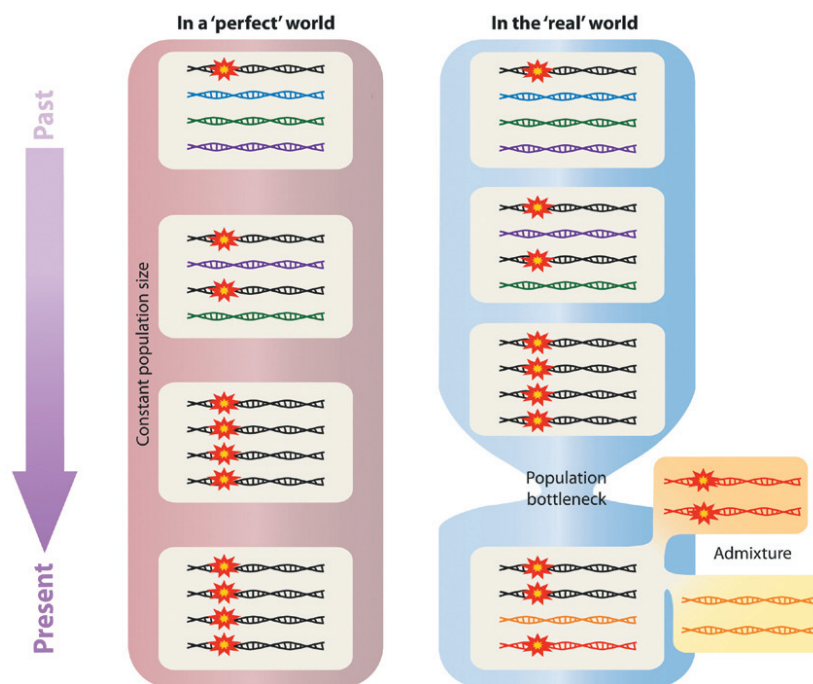 In a 'perfect' world
In the 'real' world
Past
Present
Constant population size
Population
bottleneck
Admixture